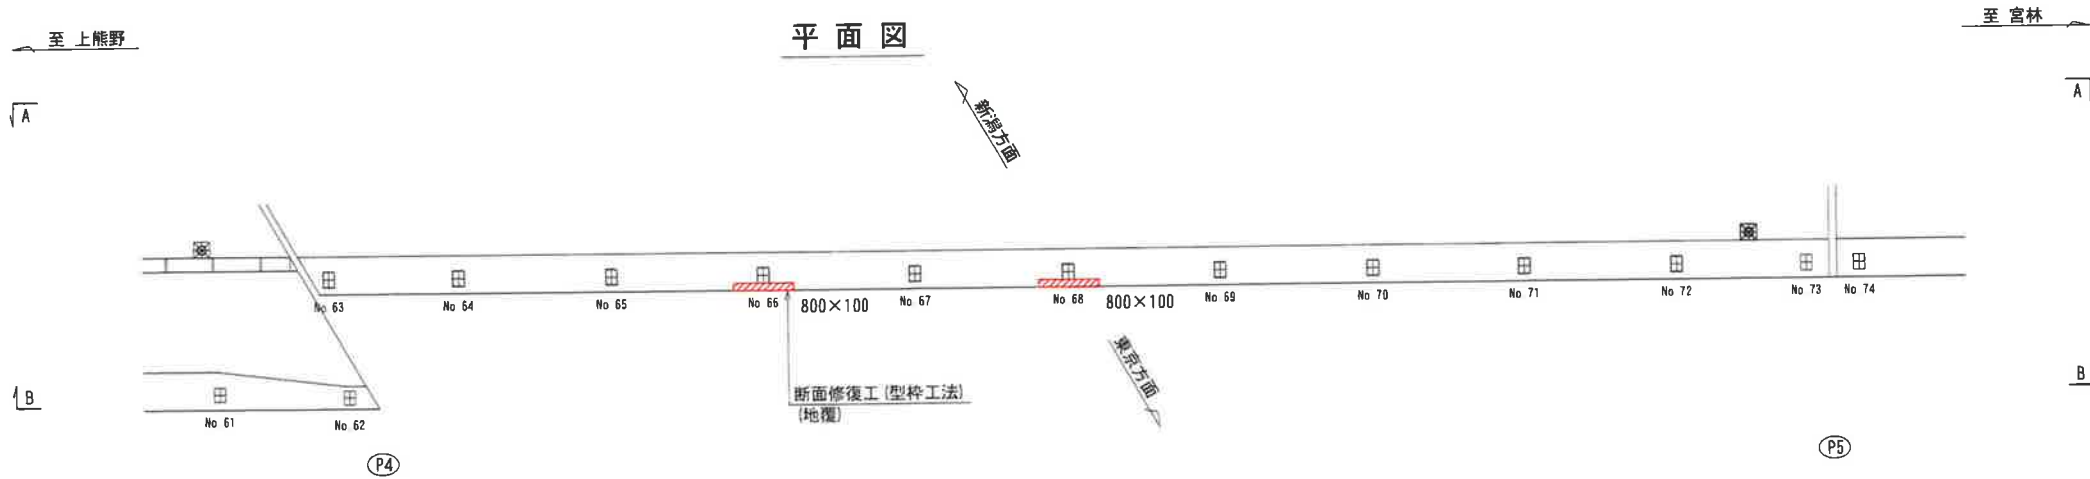 平面図
至 上熊野
至 宮林
A
A
新潟方面
No 63
No 64
No 65
No 66
800×100
No 67
No 68
800×100
No 69
No 70
No 71
No 72
No 73
No 74
東京方面
断面修復工(型枠工法)
(地覆)
B
B
No 61
No 62
P4
P5